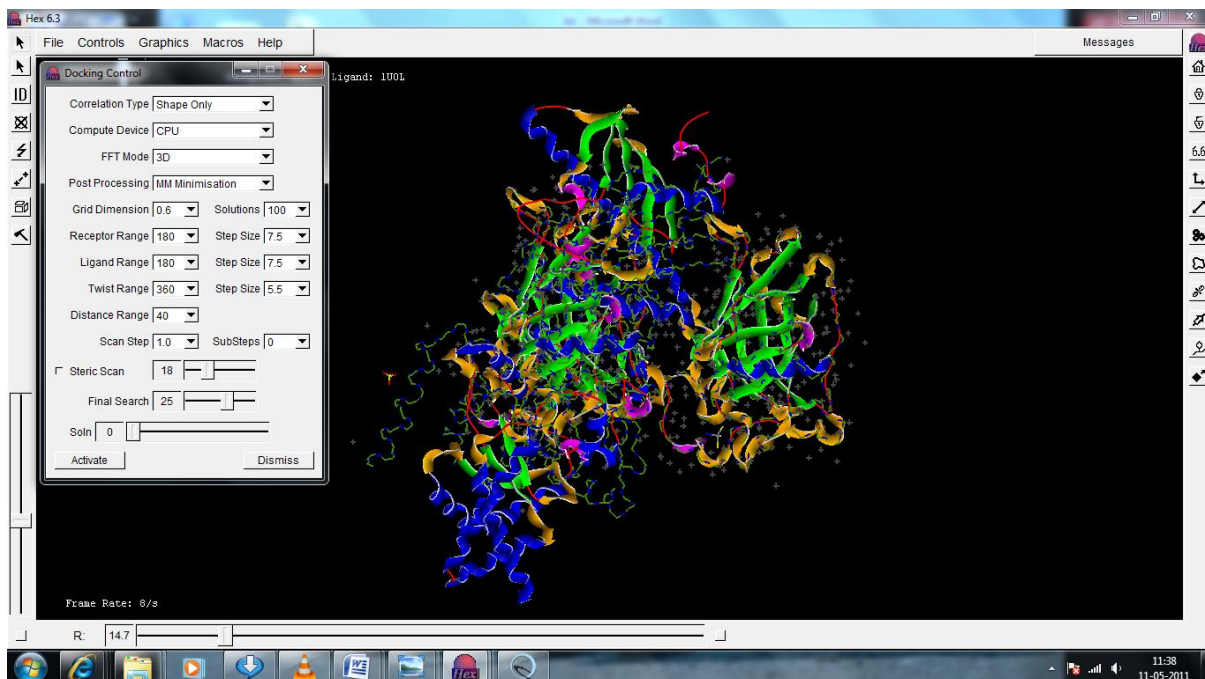 Hex 6.3
File Controls Graphics Macros Help Messages
Docking Control
Ligand: 1U0L
ID
Correlation Type Shape Only
Compute Device CPU
FFT Mode 3D
6.6
Post Processing MM Minimisation
Grid Dimension 0.6 Solutions 100
Receptor Range 180 Step Size 7.5
Ligand Range 180 Step Size 7.5
Twist Range 360 Step Size 5.5
Distance Range 40
Scan Step 1.0 SubSteps 0
Steric Scan 18
Final Search 25
Soln 0
Activate Dismiss
Frame Rate: 8/s
R: 14.7
Hex
11:38
11-05-2011